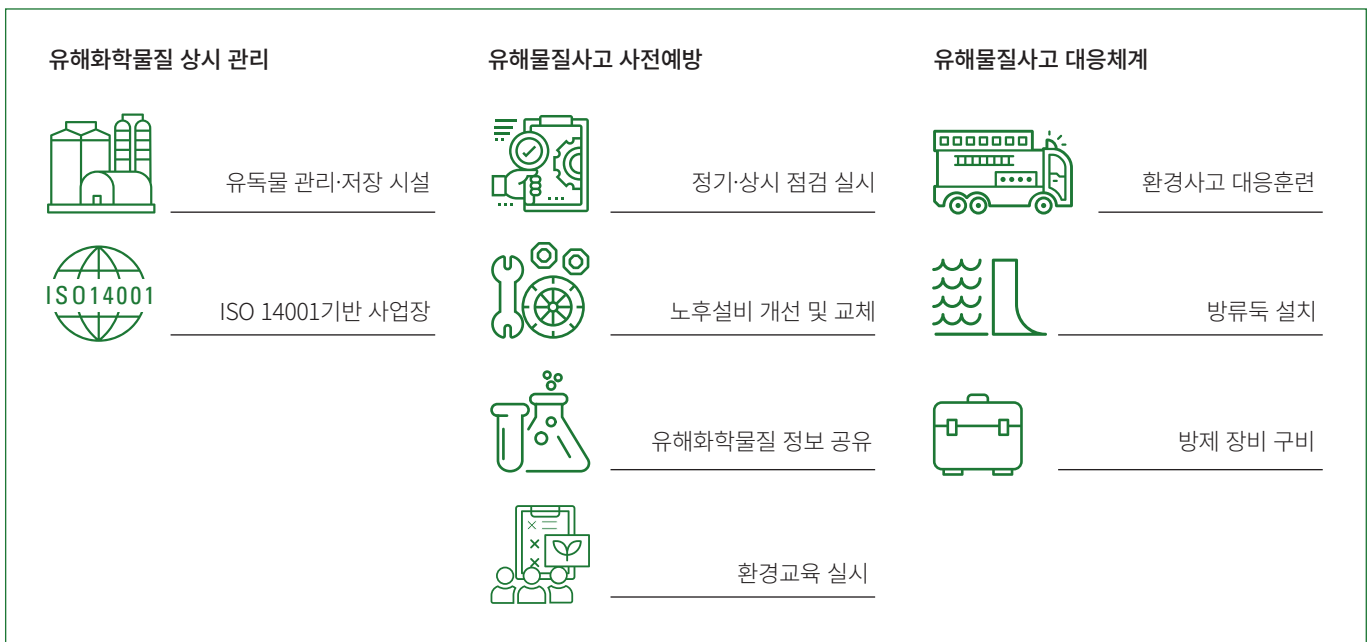 유해화학물질 상시 관리
유독물 관리·저장 시설
ISO14001
ISO 14001기반 사업장
유해물질사고 사전예방
정기·상시 점검 실시
노후설비 개선 및 교체
유해화학물질 정보 공유
환경교육 실시
유해물질사고 대응체계
환경사고 대응훈련
방류둑 설치
방제 장비 구비